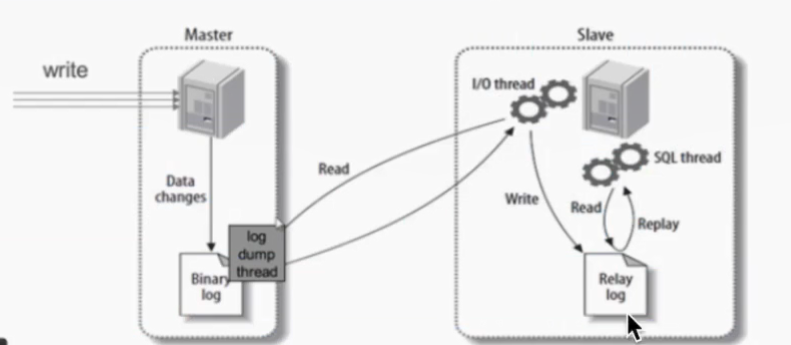 Master
Slave
write
I/O thread
SQL thread
Data
changes
Read
Write
Read
Replay
log
dump
thread
Binary
log
Relay
log